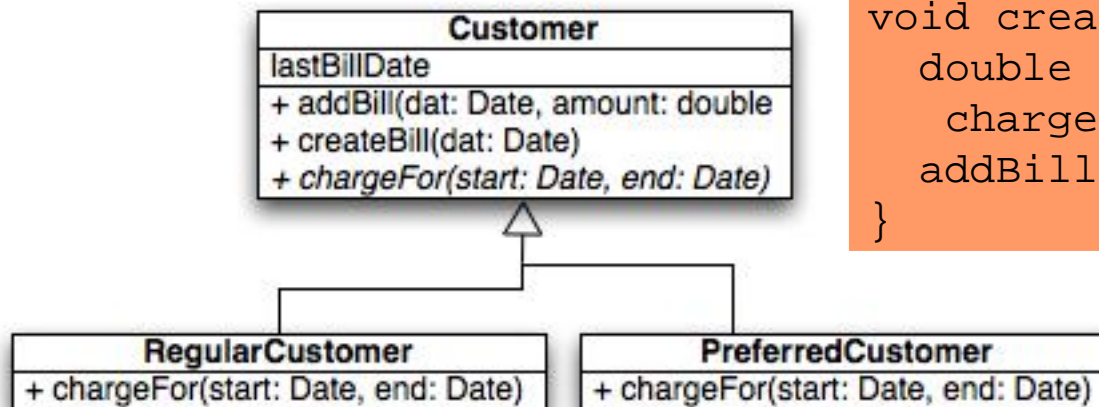 Customer
lastBillDate
+ addBill(dat: Date, amount: double
+ createBill(dat: Date)
+ chargeFor(start: Date, end: Date)
void crea
double
charge
addBill
}
RegularCustomer
+ chargeFor(start: Date, end: Date)
PreferredCustomer
+ chargeFor(start: Date, end: Date)